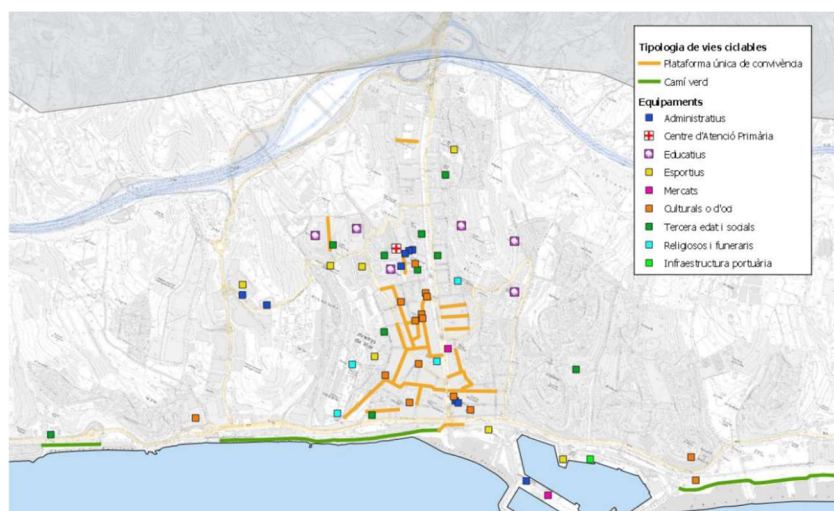 Tipologia de vies ciclables
Plataforma única de convivència
Camí verd
Equipaments
Administratius
Centre d'Atenció Primària
Educatius
Esportius
Mercats
Culturals o d'oci
Tercera edat i socials
Religiosos i funeraris
Infraestructura portuària